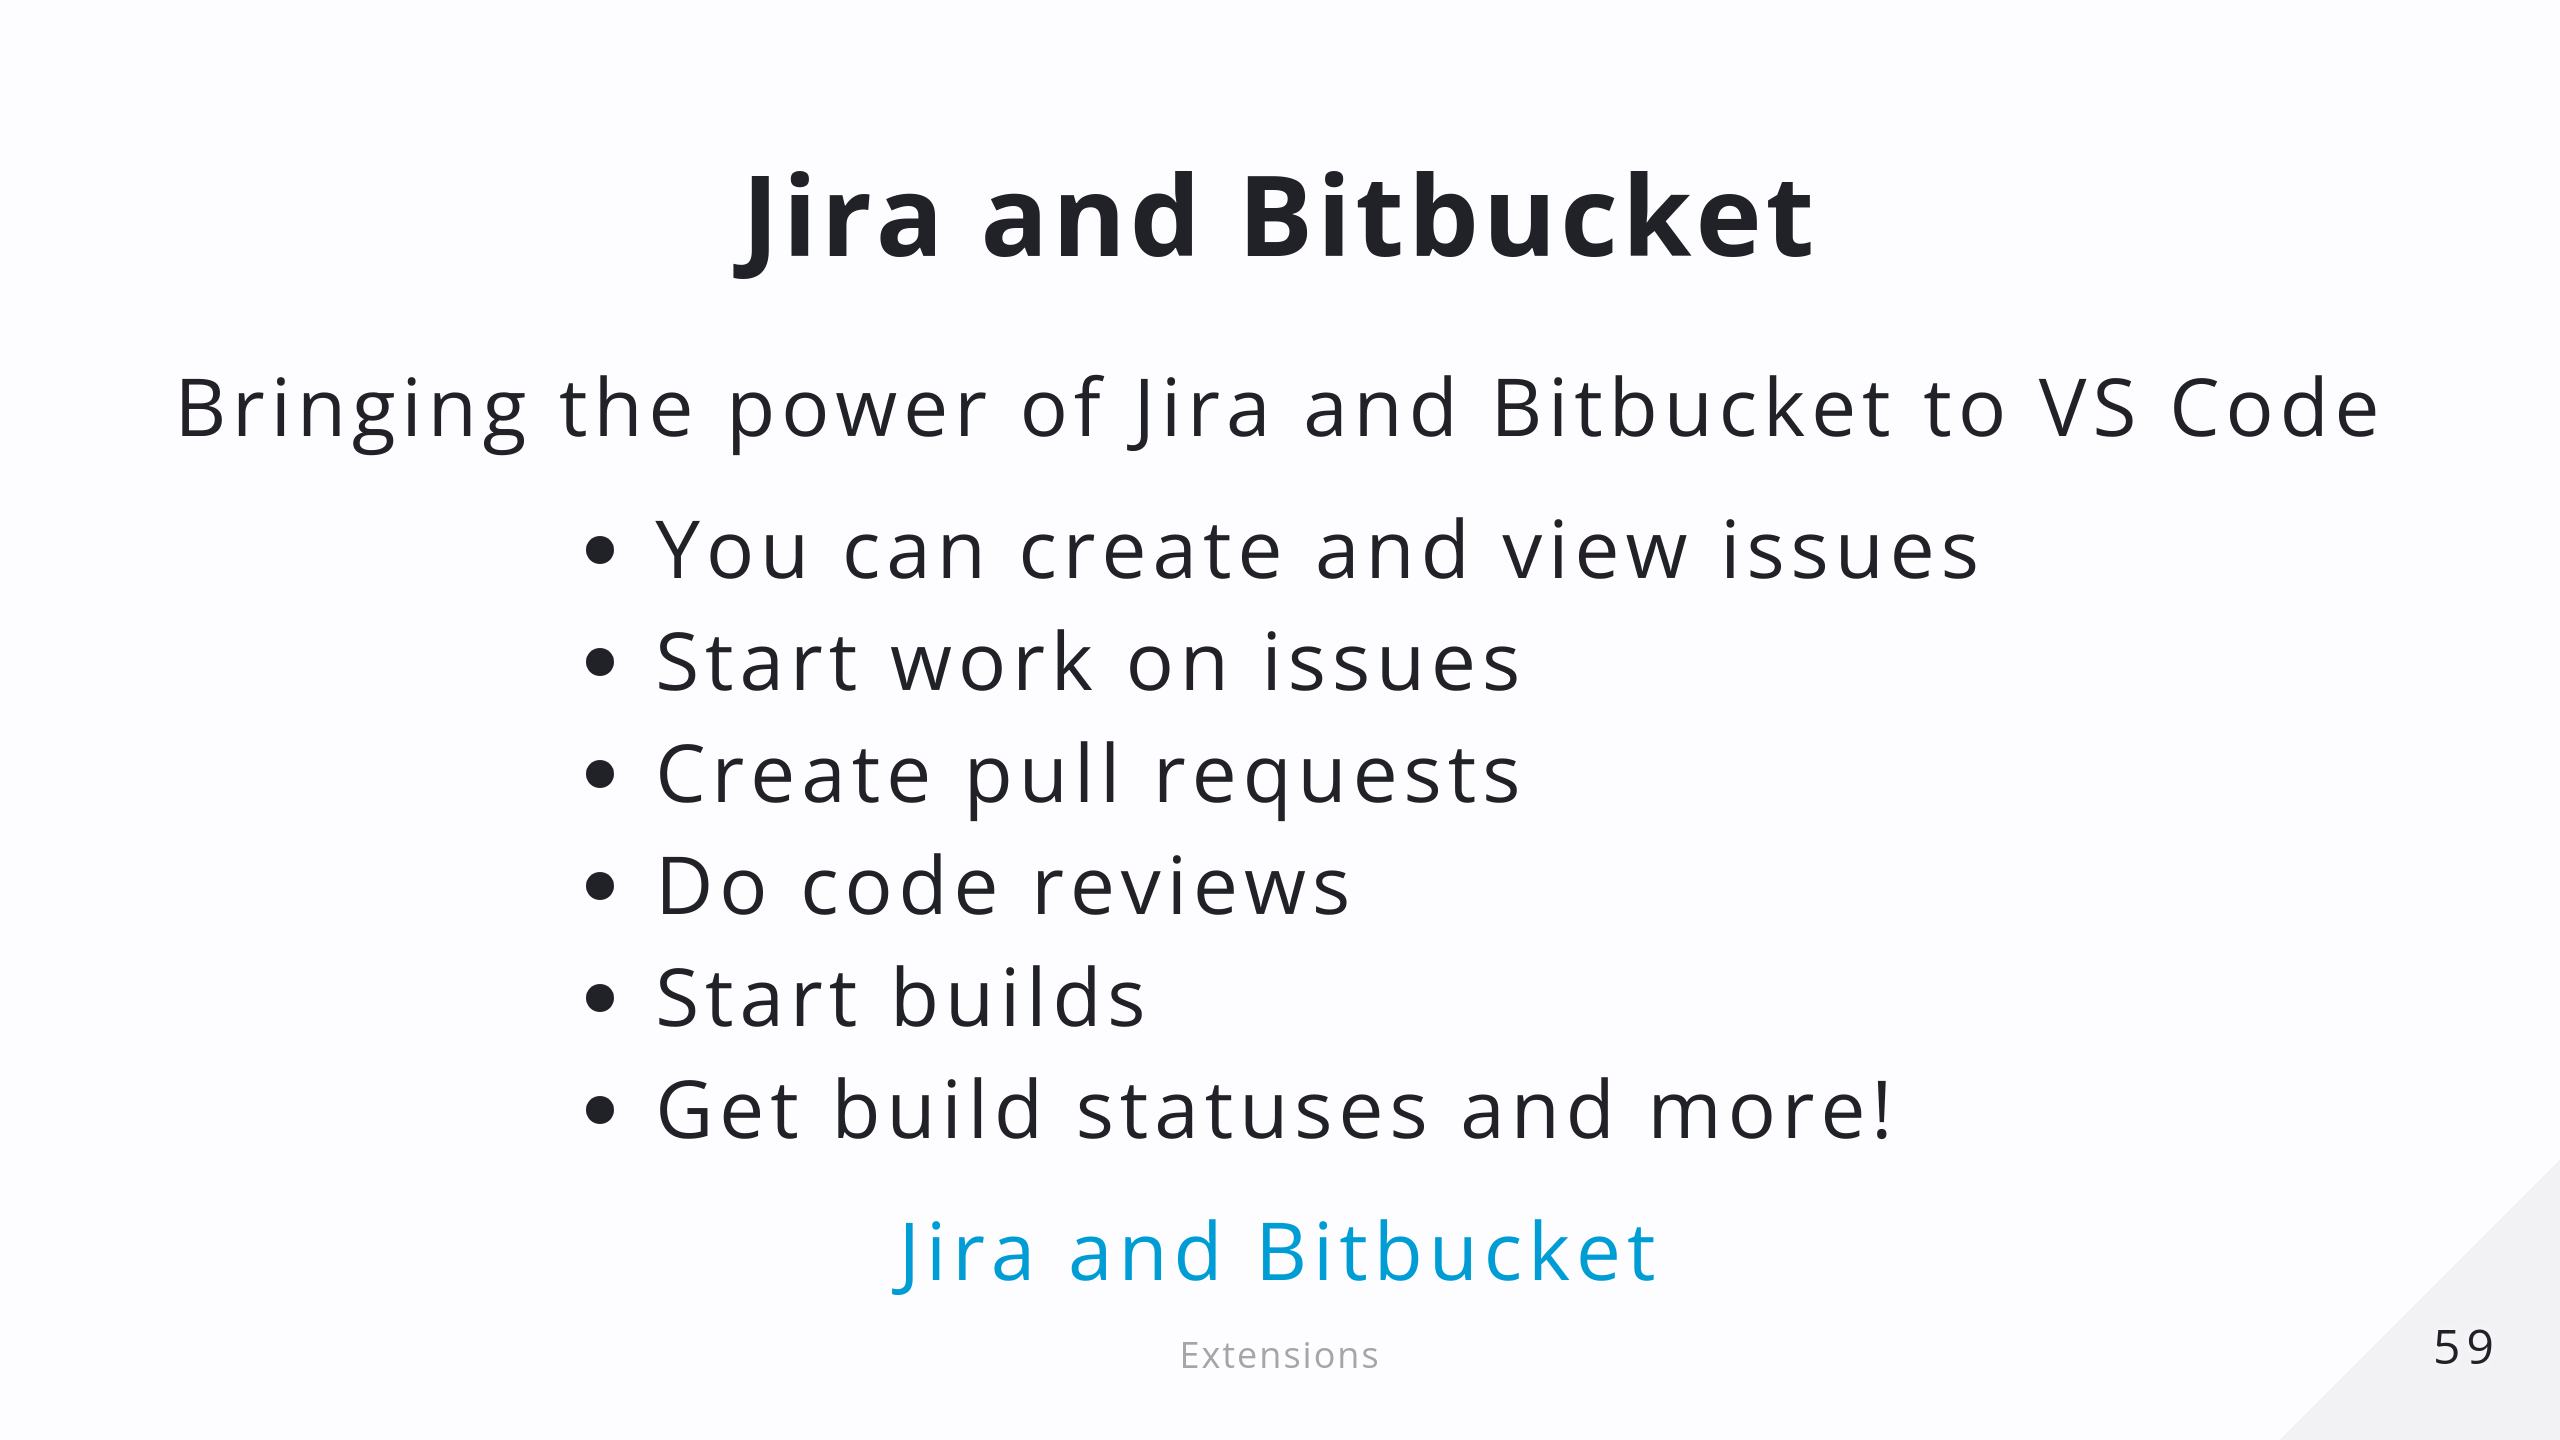 Jira and Bitbucket
Bringing the power of Jira and Bitbucket to VS Code
• You can create and view issues
• Start work on issues
• Create pull requests
• Do code reviews
• Start builds
• Get build statuses and more!
Jira and Bitbucket
Extensions
59